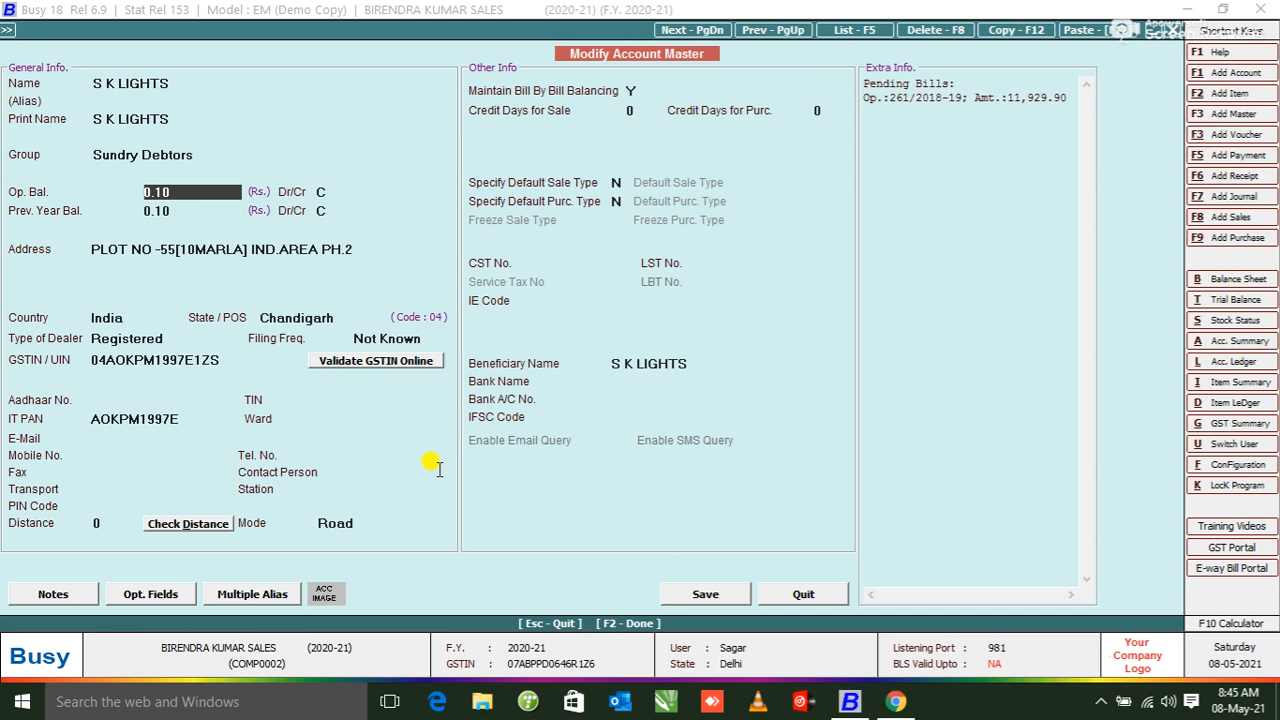 Busy 18 Rel 6.9 | Stat Rel 153 | Model : EM (Demo Copy) | BIRENDRA KUMAR SALES (2020-21) (F.Y. 2020-21)
>> Next - PgDn Prev - PgUp List - F5 Delete - F8 Copy - F12 Paste - [
Shortcut Keys
Modify Account Master
General Info.
Name S K LIGHTS
(Alias)
Print Name S K LIGHTS
Group Sundry Debtors
Op. Bal. 0.10 (Rs.) Dr/Cr C
Prev. Year Bal. 0.10 (Rs.) Dr/Cr C
Address PLOT NO -55[10MARLA] IND.AREA PH.2
Country India State / POS Chandigarh ( Code : 04 )
Type of Dealer Registered Filing Freq. Not Known
GSTIN / UIN 04AOKPM1997E1ZS Validate GSTIN Online
Aadhaar No. TIN
IT PAN AOKPM1997E Ward
E-Mail
Mobile No. Tel. No.
Fax Contact Person
Transport Station
PIN Code
Distance 0 Check Distance Mode Road
Other Info
Maintain Bill By Bill Balancing Y
Credit Days for Sale 0 Credit Days for Purc. 0
Specify Default Sale Type N Default Sale Type
Specify Default Purc. Type N Default Purc. Type
Freeze Sale Type Freeze Purc. Type
CST No. LST No.
Service Tax No LBT No.
IE Code
Beneficiary Name S K LIGHTS
Bank Name
Bank A/C No.
IFSC Code
Enable Email Query Enable SMS Query
Extra Info.
Pending Bills:
Op.:261/2018-19; Amt.:11,929.90
Notes Opt. Fields Multiple Alias ACC IMAGE Save Quit
[ Esc - Quit ] [ F2 - Done ]
F1 Help
F1 Add Account
F2 Add Item
F3 Add Master
F3 Add Voucher
F5 Add Payment
F6 Add Receipt
F7 Add Journal
F8 Add Sales
F9 Add Purchase
B Balance Sheet
T Trial Balance
S Stock Status
A Acc. Summary
L Acc. Ledger
I Item Summary
D Item LeDger
G GST Summary
U Switch User
F ConFiguration
K LocK Program
Training Videos
GST Portal
E-way Bill Portal
F10 Calculator
Busy
BIRENDRA KUMAR SALES (2020-21)
(COMP0002)
F.Y. : 2020-21
GSTIN : 07ABPPD0646R1Z6
User : Sagar
State : Delhi
Listening Port : 981
BLS Valid Upto : NA
Your
Company
Logo
Saturday
08-05-2021
Search the web and Windows
8:45 AM
08-May-21